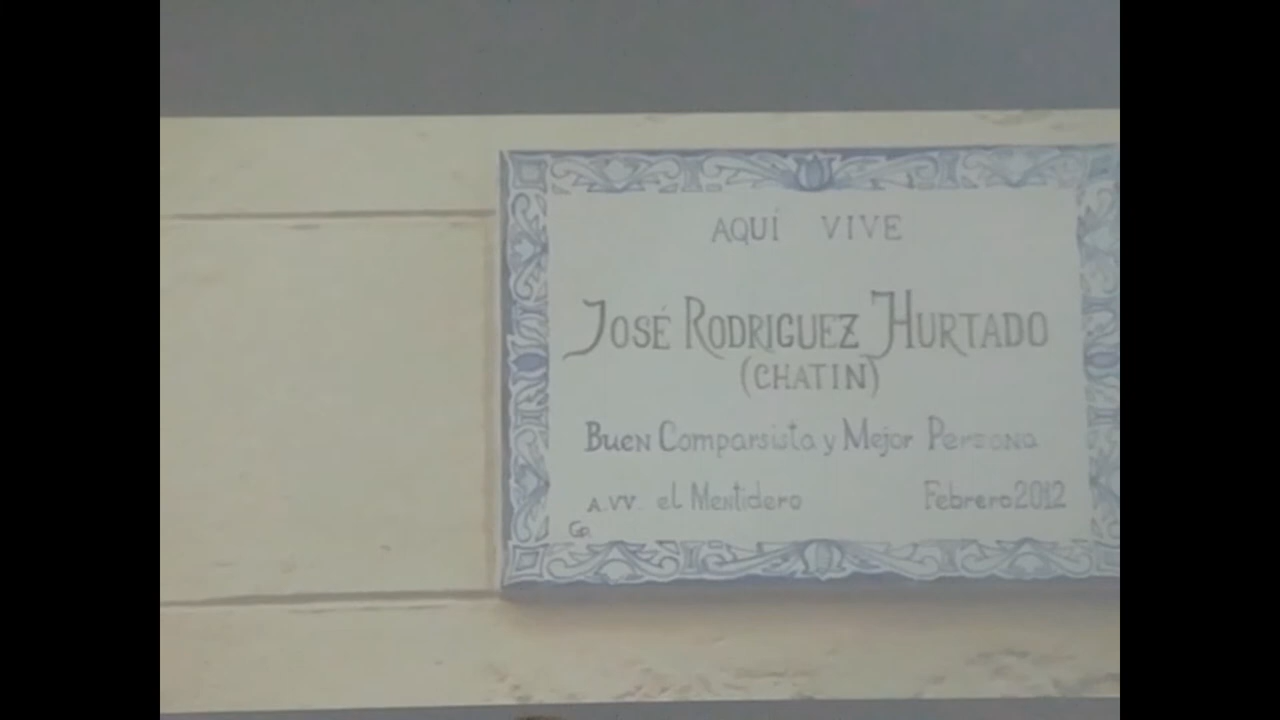 AQUÍ VIVE
JOSÉ RODRIGUEZ HURTADO
(CHATIN)
BUEN Comparsista y Mejor Persona
A.VV el Mentidero Febrero 2012